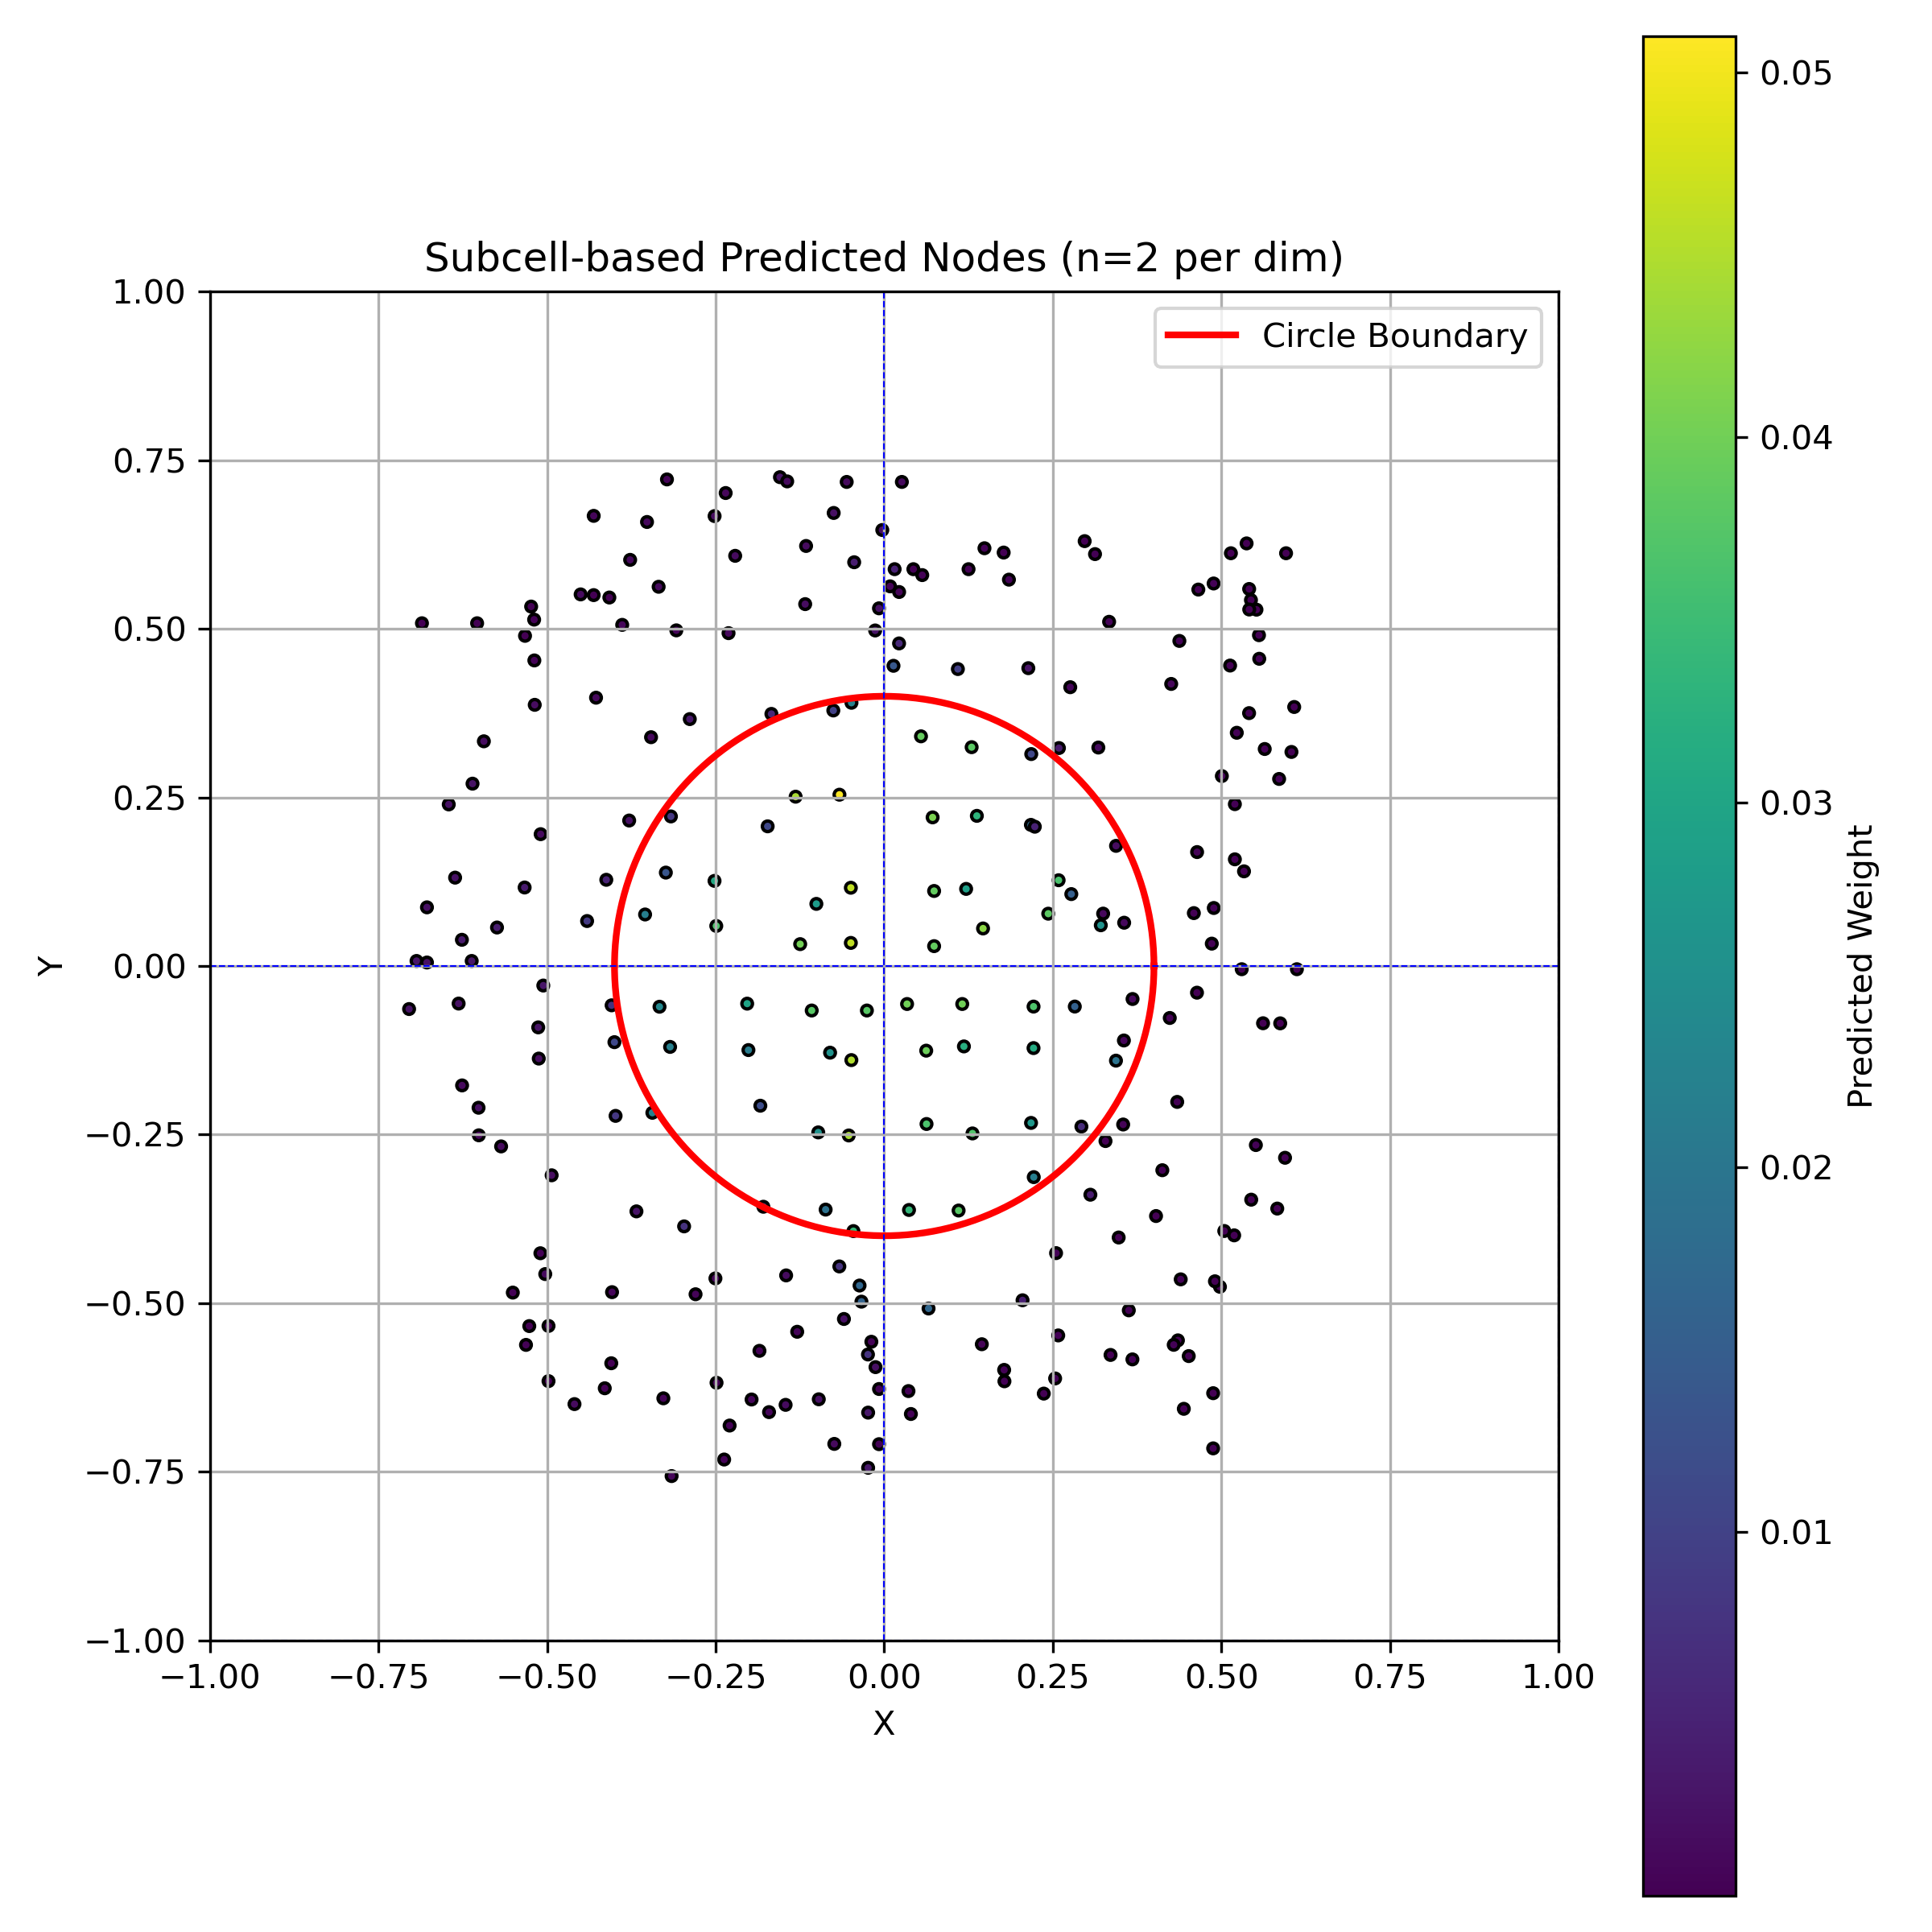 Subcell-based Predicted Nodes (n=2 per dim)
Circle Boundary
1.00
0.75
0.50
0.25
0.00
−0.25
−0.50
−0.75
−1.00
Y
−1.00 −0.75 −0.50 −0.25 0.00 0.25 0.50 0.75 1.00
X
0.05
0.04
0.03
0.02
0.01
Predicted Weight